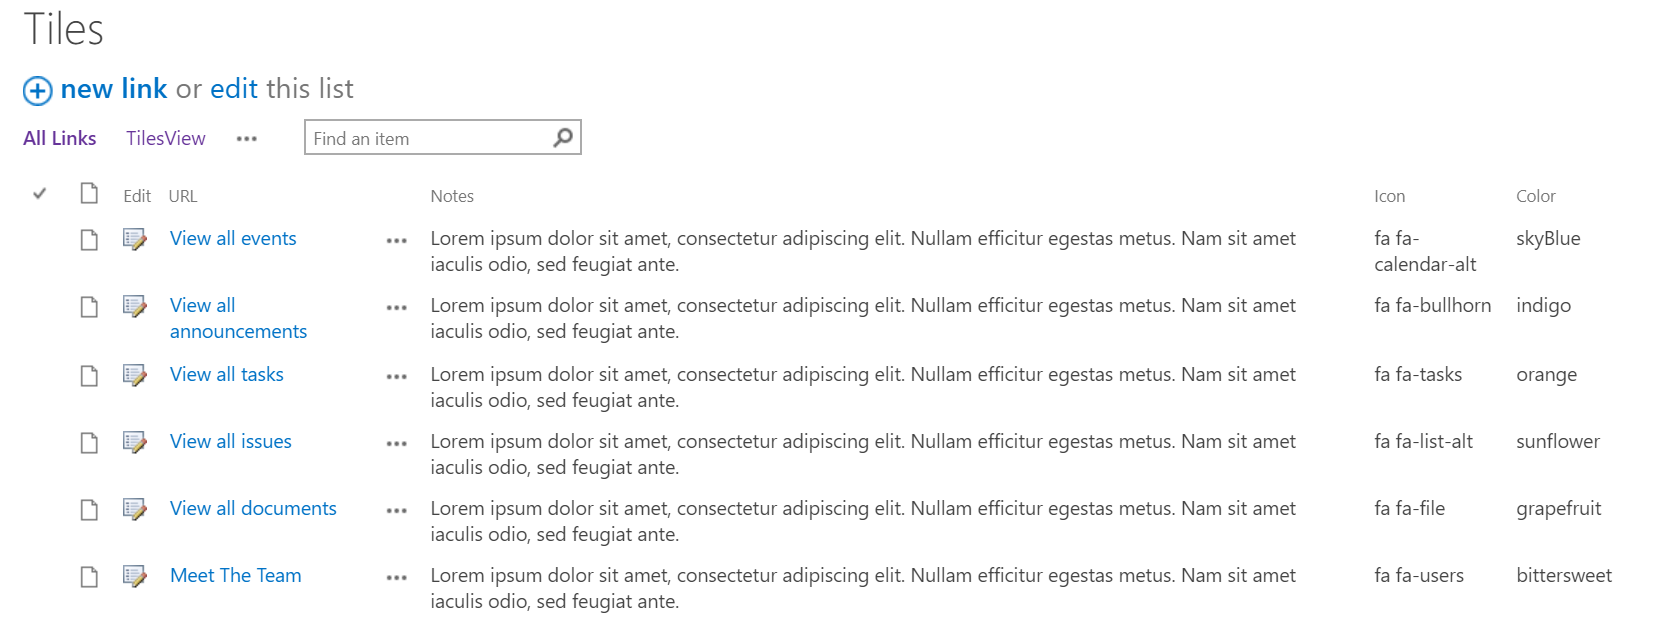 Tiles
new link or edit this list
All Links TilesView ••• Find an item
Edit URL Notes Icon Color
View all events ••• Lorem ipsum dolor sit amet, consectetur adipiscing elit. Nullam efficitur egestas metus. Nam sit amet fa fa- skyBlue
iaculis odio, sed feugiat ante. calendar-alt
View all ••• Lorem ipsum dolor sit amet, consectetur adipiscing elit. Nullam efficitur egestas metus. Nam sit amet fa fa-bullhorn indigo
announcements iaculis odio, sed feugiat ante.
View all tasks ••• Lorem ipsum dolor sit amet, consectetur adipiscing elit. Nullam efficitur egestas metus. Nam sit amet fa fa-tasks orange
iaculis odio, sed feugiat ante.
View all issues ••• Lorem ipsum dolor sit amet, consectetur adipiscing elit. Nullam efficitur egestas metus. Nam sit amet fa fa-list-alt sunflower
iaculis odio, sed feugiat ante.
View all documents ••• Lorem ipsum dolor sit amet, consectetur adipiscing elit. Nullam efficitur egestas metus. Nam sit amet fa fa-file grapefruit
iaculis odio, sed feugiat ante.
Meet The Team ••• Lorem ipsum dolor sit amet, consectetur adipiscing elit. Nullam efficitur egestas metus. Nam sit amet fa fa-users bittersweet
iaculis odio, sed feugiat ante.